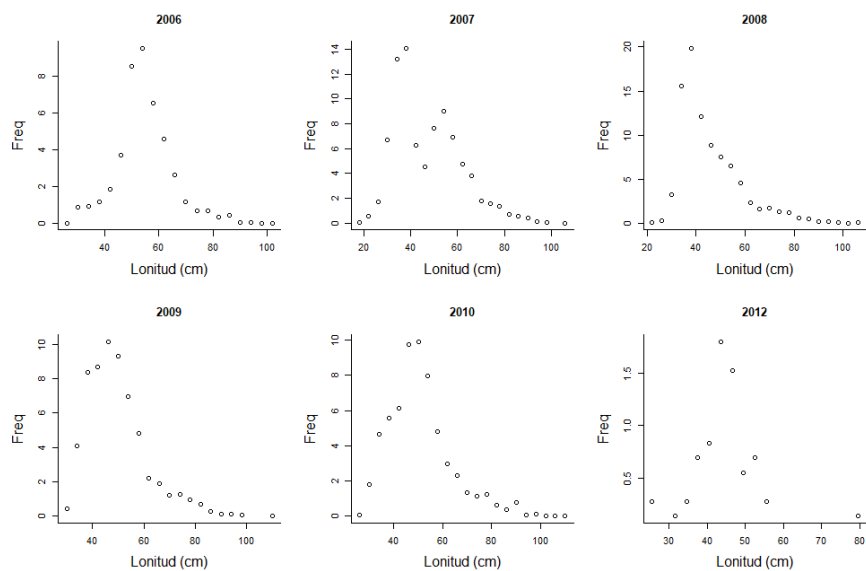 2006
2007
2008
Freq
0 2 4 6 8
40 60 80 100
Lonitud (cm)
Freq
0 2 4 6 8 10 12 14
20 40 60 80 100
Lonitud (cm)
Freq
0 5 10 15 20
20 40 60 80 100
Lonitud (cm)
2009
2010
2012
Freq
0 2 4 6 8 10
40 60 80 100
Lonitud (cm)
Freq
0 2 4 6 8 10
40 60 80 100
Lonitud (cm)
Freq
0.5 1.0 1.5
30 40 50 60 70 80
Lonitud (cm)